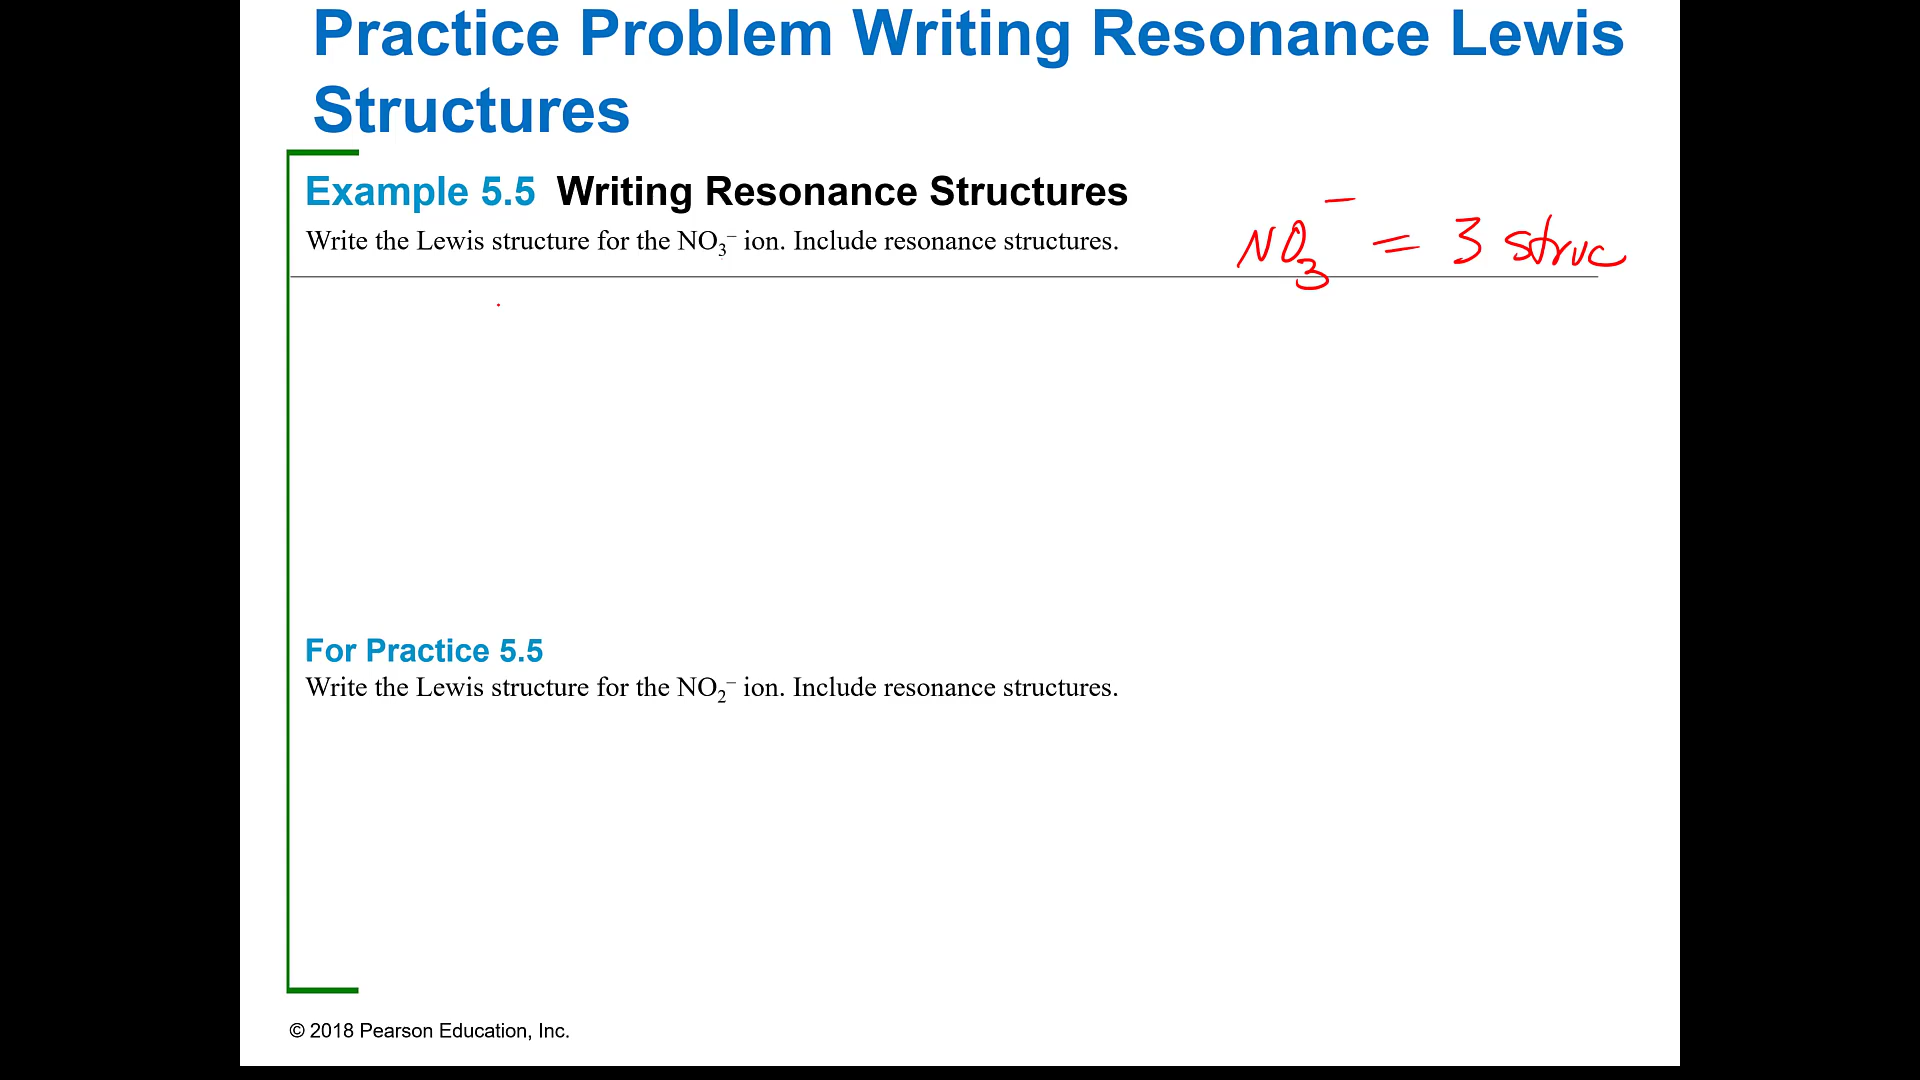 Practice Problem Writing Resonance Lewis
Structures
Example 5.5 Writing Resonance Structures
Write the Lewis structure for the NO₃⁻ ion. Include resonance structures.
NO₃⁻ = 3 struc
For Practice 5.5
Write the Lewis structure for the NO₂⁻ ion. Include resonance structures.
© 2018 Pearson Education, Inc.